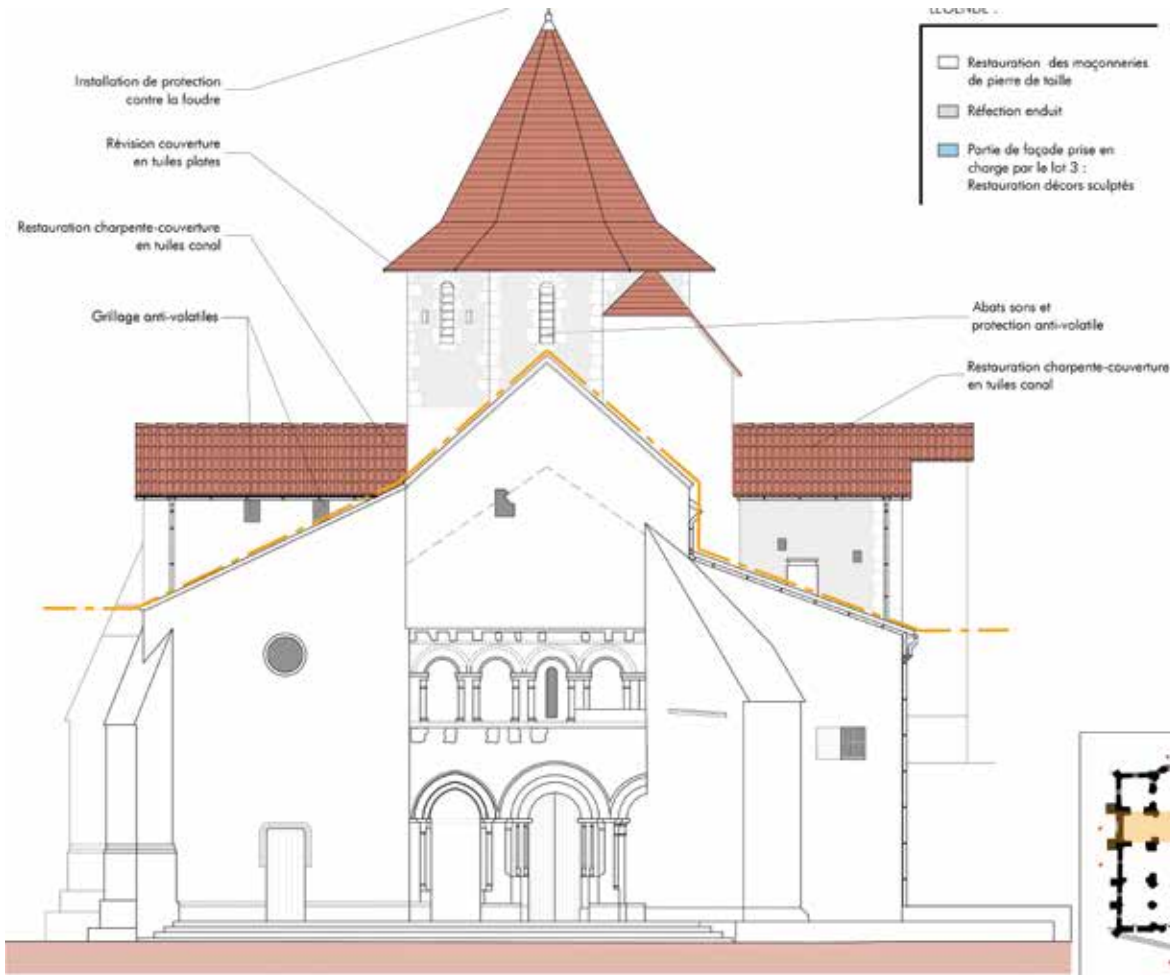 Installation de protection
contre la foudre
Révision couverture
en tuiles plates
Restauration charpente-couverture
en tuiles canal
Grillage anti-volatiles
LEGENDE :
Restauration des maçonneries
de pierre de taille
Réfection enduit
Partie de façade prise en
charge par le lot 3 :
Restauration décors sculptés
Abats sons et
protection anti-volatile
Restauration charpente-couverture
en tuiles canal